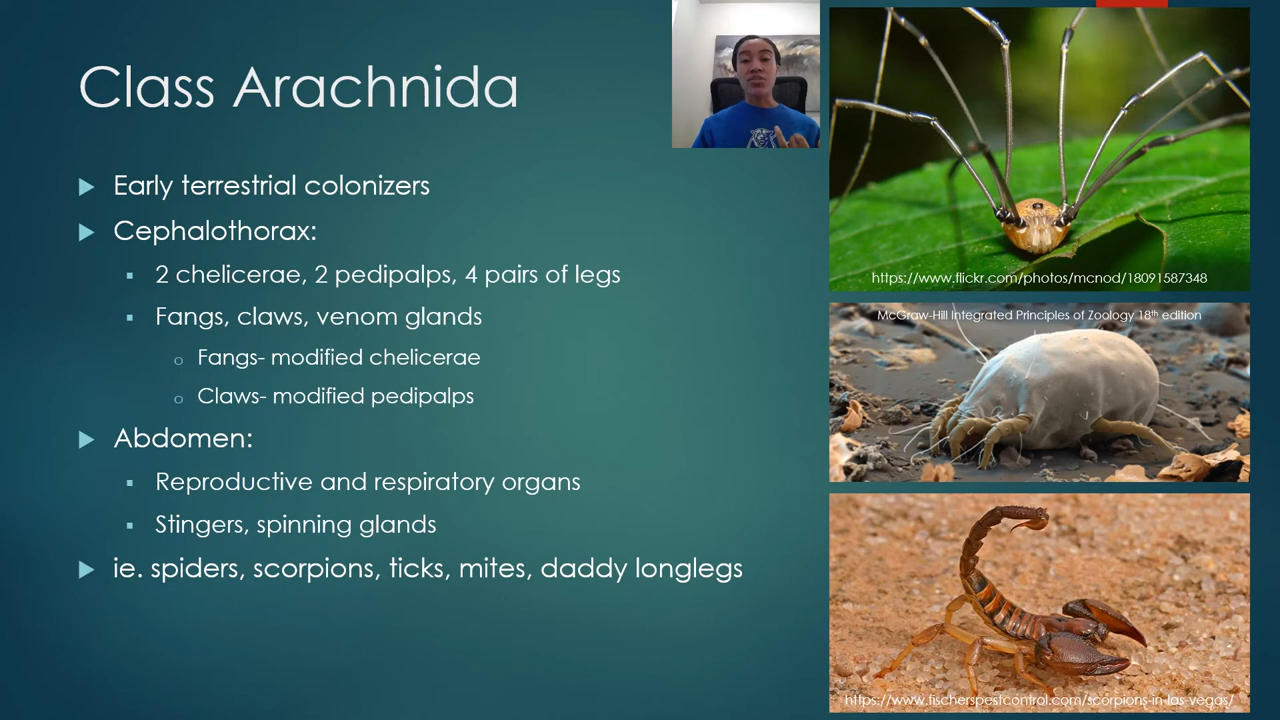 Class Arachnida
Early terrestrial colonizers
Cephalothorax:
2 chelicerae, 2 pedipalps, 4 pairs of legs
Fangs, claws, venom glands
Fangs- modified chelicerae
Claws- modified pedipalps
Abdomen:
Reproductive and respiratory organs
Stingers, spinning glands
ie. spiders, scorpions, ticks, mites, daddy longlegs
https://www.flickr.com/photos/mcnod/18091587348
McGraw-Hill Integrated Principles of Zoology 18th edition
https://www.fischerspestcontrol.com/scorpions-in-las-vegas/